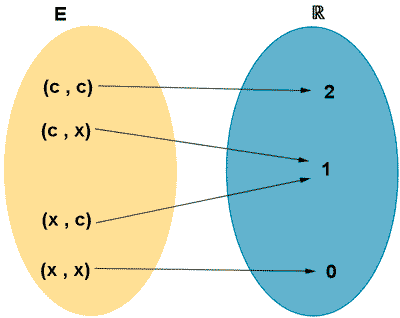 E ℝ
(c , c) 2
(c , x)
1
(x , c)
(x , x) 0